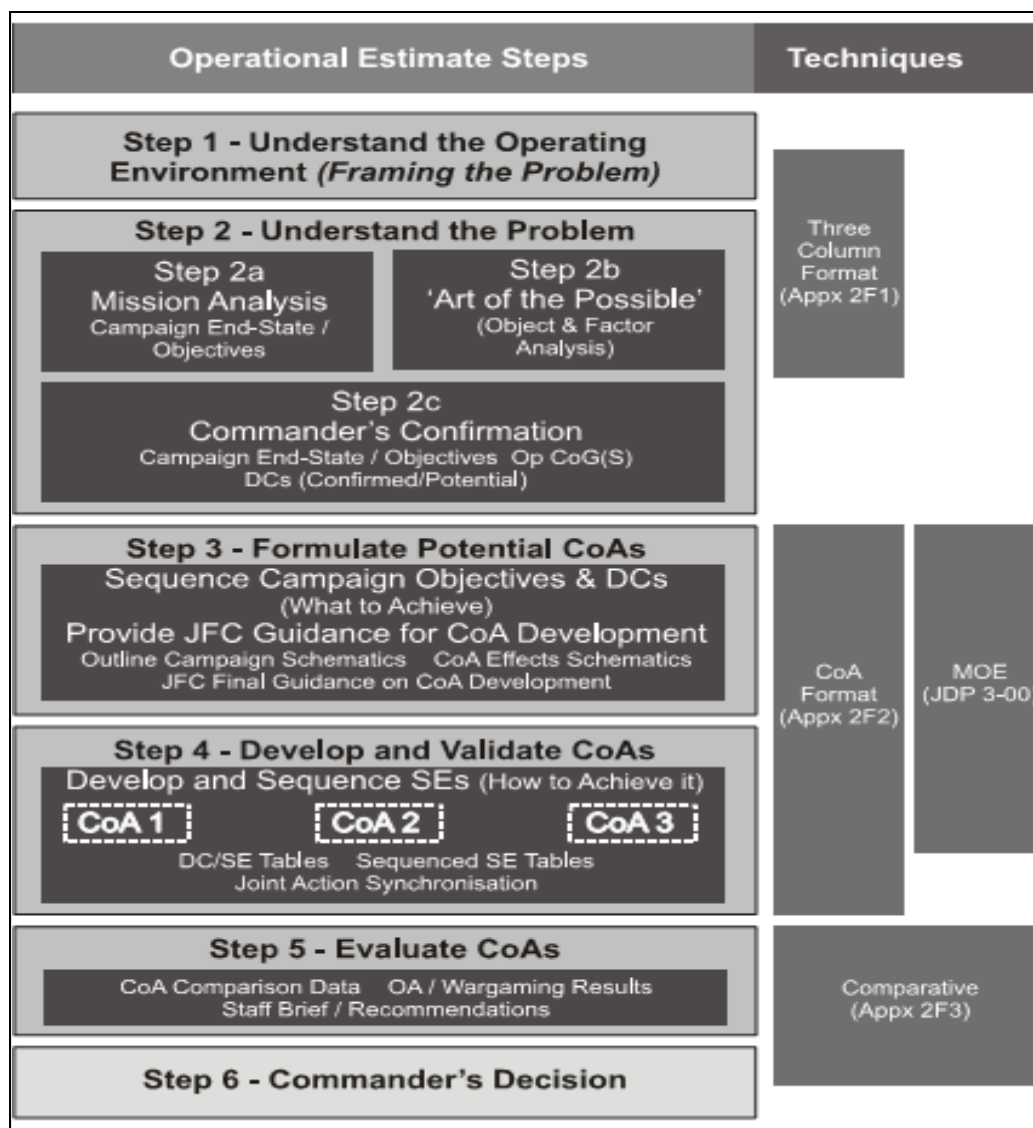 Operational Estimate Steps
Techniques
Step 1 - Understand the Operating
Environment (Framing the Problem)
Step 2 - Understand the Problem
Step 2a
Mission Analysis
Campaign End-State /
Objectives
Step 2b
‘Art of the Possible’
(Object & Factor
Analysis)
Step 2c
Commander’s Confirmation
Campaign End-State / Objectives Op CoG(S)
DCs (Confirmed/Potential)
Three
Column
Format
(Appx 2F1)
Step 3 - Formulate Potential CoAs
Sequence Campaign Objectives & DCs
(What to Achieve)
Provide JFC Guidance for CoA Development
Outline Campaign Schematics CoA Effects Schematics
JFC Final Guidance on CoA Development
Step 4 - Develop and Validate CoAs
Develop and Sequence SEs (How to Achieve it)
CoA 1
CoA 2
CoA 3
DC/SE Tables Sequenced SE Tables
Joint Action Synchronisation
CoA
Format
(Appx 2F2)
MOE
(JDP 3-00)
Step 5 - Evaluate CoAs
CoA Comparison Data OA / Wargaming Results
Staff Brief / Recommendations
Step 6 - Commander’s Decision
Comparative
(Appx 2F3)